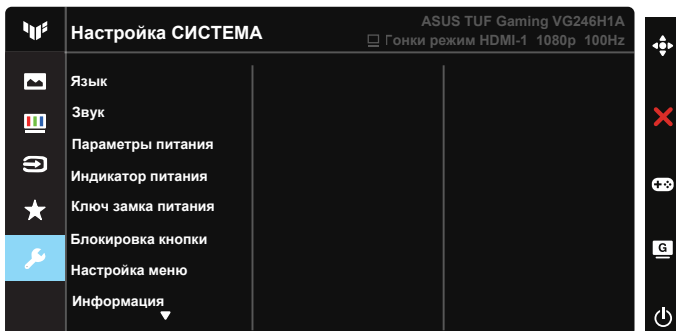 Настройка СИСТЕМА
ASUS TUF Gaming VG246H1A
Гонки режим HDMI-1 1080p 100Hz
Язык
Звук
Параметры питания
Индикатор питания
Ключ замка питания
Блокировка кнопки
Настройка меню
Информация
G